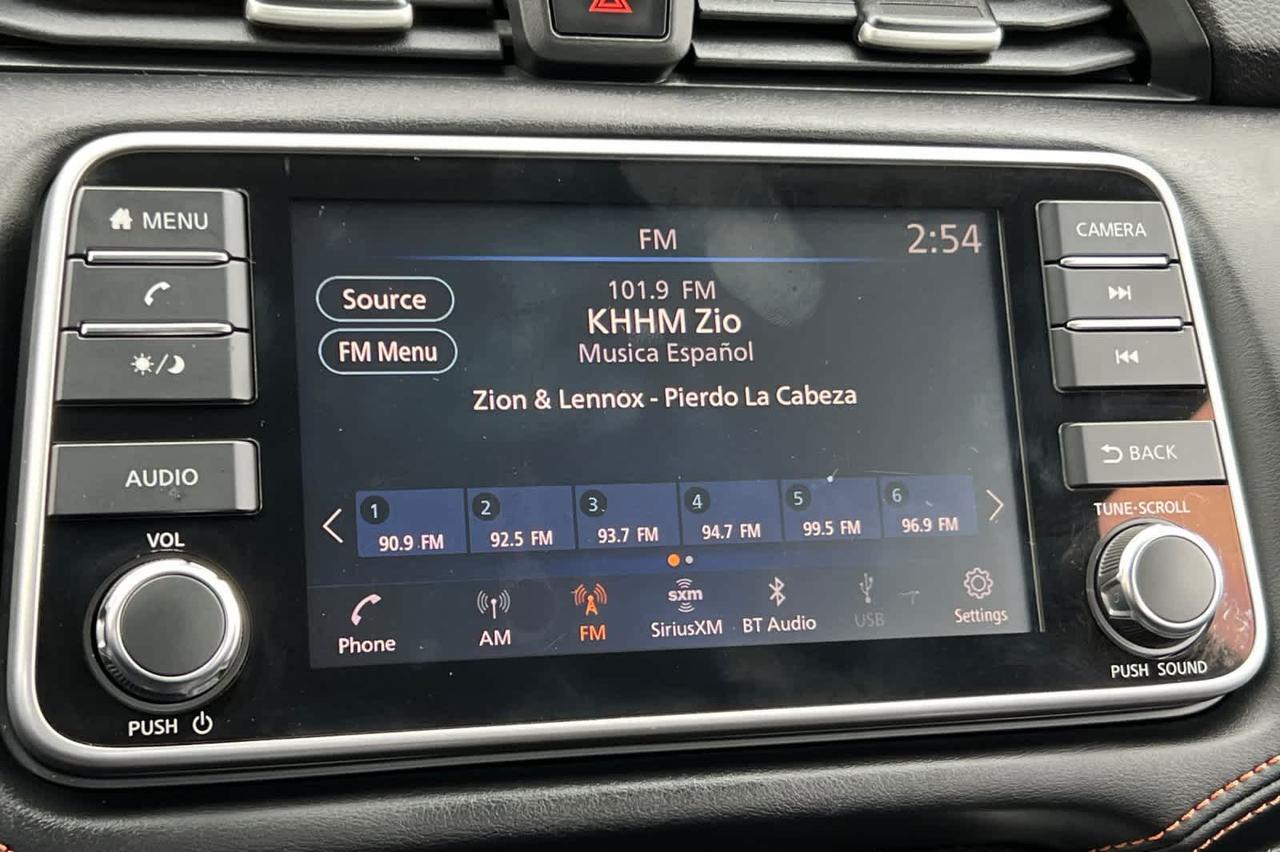 MENU
AUDIO
VOL
PUSH
FM
2:54
Source
FM Menu
101.9 FM
KHHM Zio
Musica Español
Zion & Lennox - Pierdo La Cabeza
1
90.9 FM
2
92.5 FM
3
93.7 FM
4
94.7 FM
5
99.5 FM
6
96.9 FM
Phone
AM
FM
sxm
SiriusXM
BT Audio
USB
Settings
CAMERA
BACK
TUNE·SCROLL
PUSH SOUND